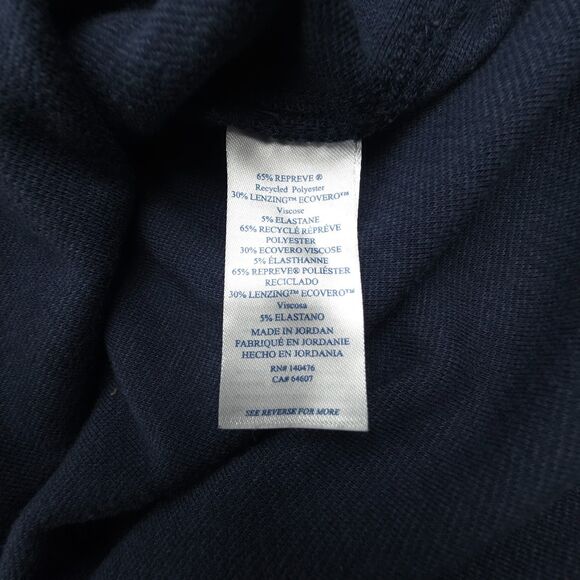 65% REPREVE ®
Recycled Polyester
30% LENZING™ ECOVERO™
Viscose
5% ELASTANE
65% RECYCLÉ REPREVE
POLYESTER
30% ECOVERO VISCOSE
5% ÉLASTHANNE
65% REPREVE® POLIÉSTER
RECICLADO
30% LENZING™ ECOVERO™
Viscosa
5% ELASTANO
MADE IN JORDAN
FABRIQUÉ EN JORDANIE
HECHO EN JORDANIA
RN# 140476
CA# 64607
SEE REVERSE FOR MORE